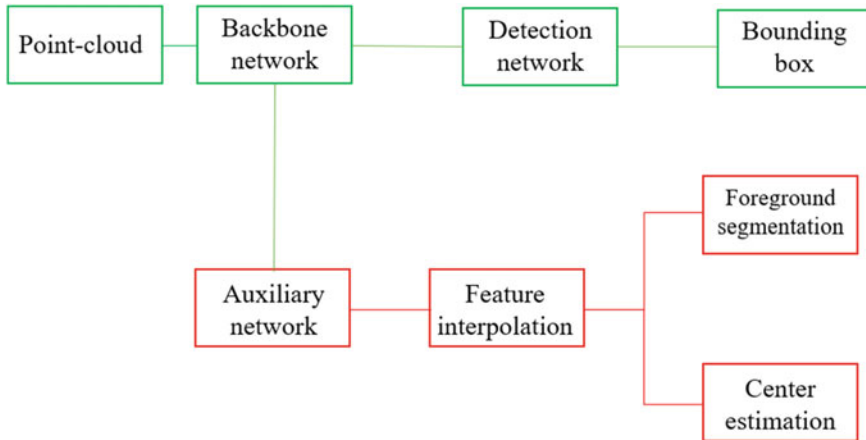 Point-cloud
Backbone
network
Detection
network
Bounding
box
Foreground
segmentation
Auxiliary
network
Feature
interpolation
Center
estimation